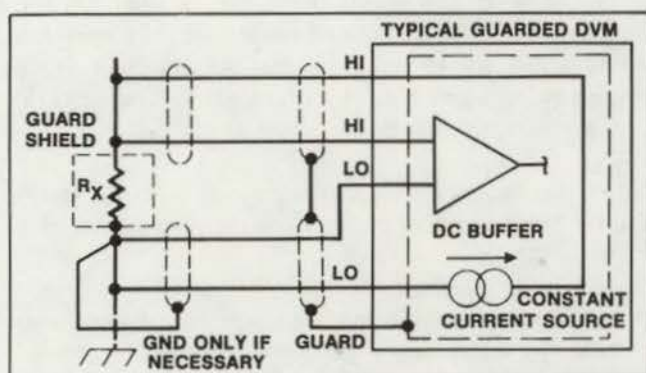 TYPICAL GUARDED DVM
HI
GUARD
SHIELD
HI
LO
RX
DC BUFFER
LO
CONSTANT
CURRENT SOURCE
GND ONLY IF
NECESSARY
GUARD